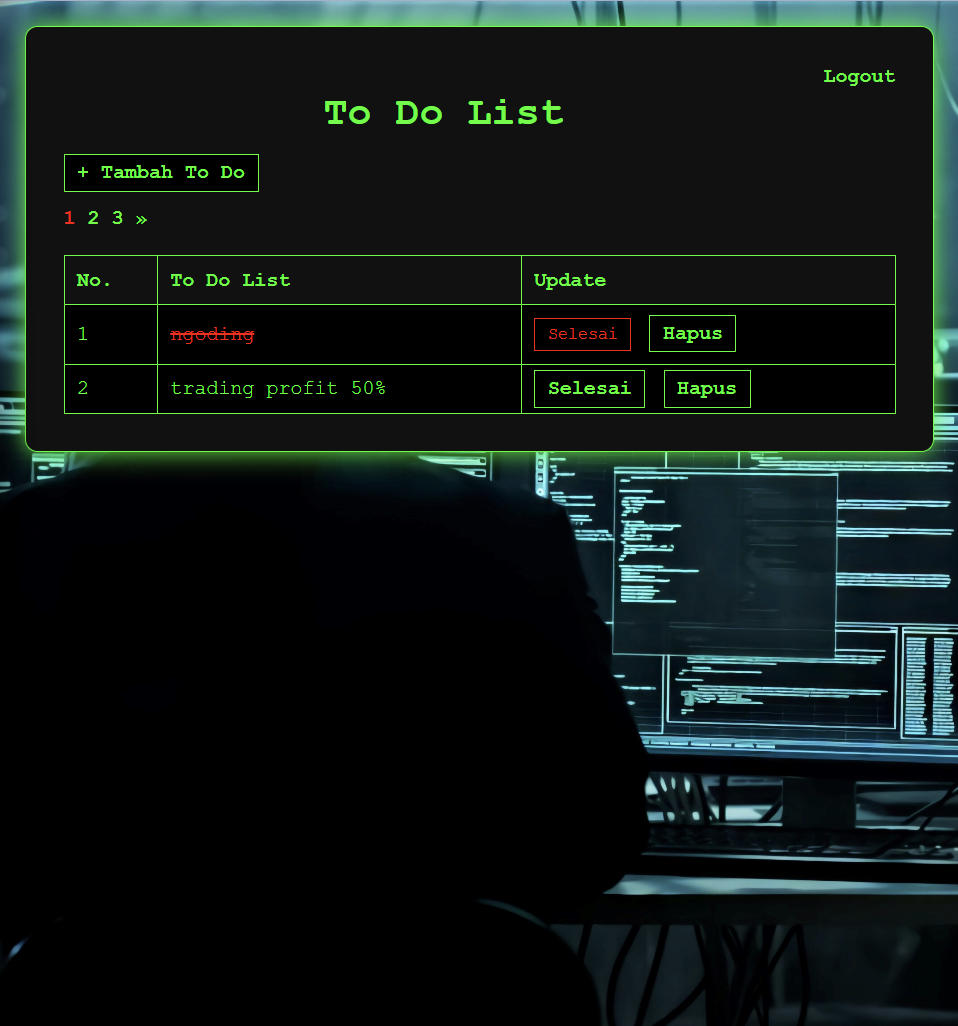 Logout
To Do List
+ Tambah To Do
1 2 3 »
No. To Do List Update
1 ngoding Selesai Hapus
2 trading profit 50% Selesai Hapus